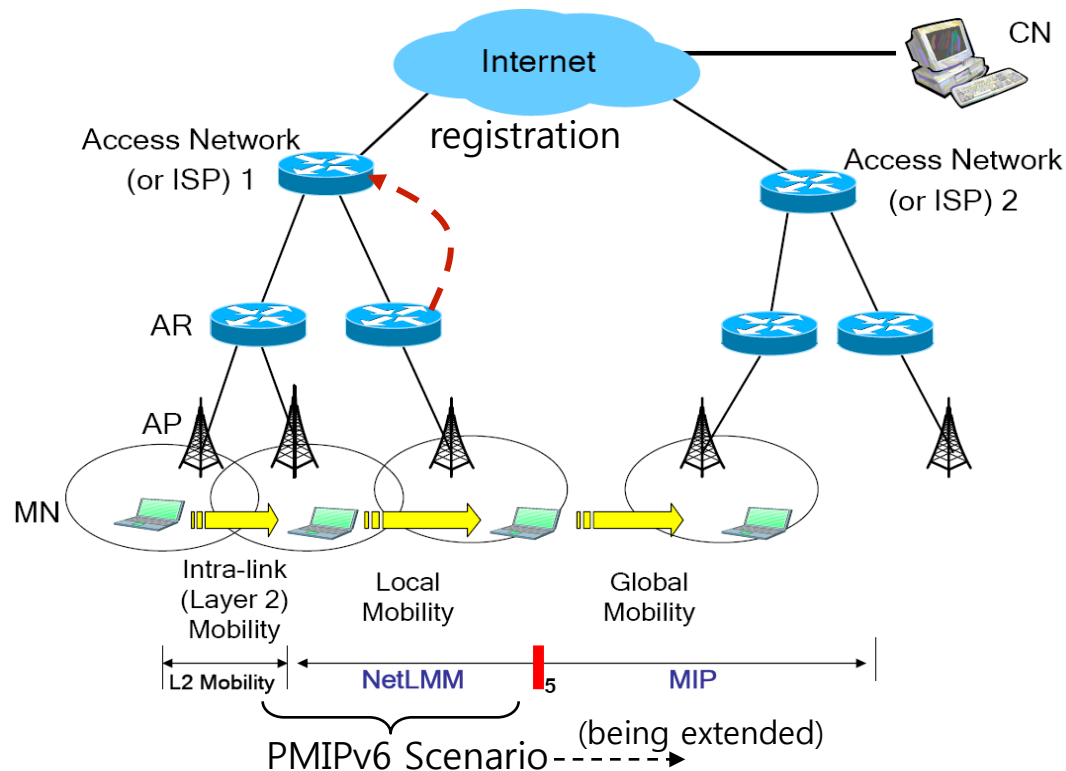 CN
Internet
registration
Access Network
(or ISP) 1
Access Network
(or ISP) 2
AR
AP
MN
Intra-link
(Layer 2)
Mobility
Local
Mobility
Global
Mobility
L2 Mobility
NetLMM
5
MIP
PMIPv6 Scenario
(being extended)